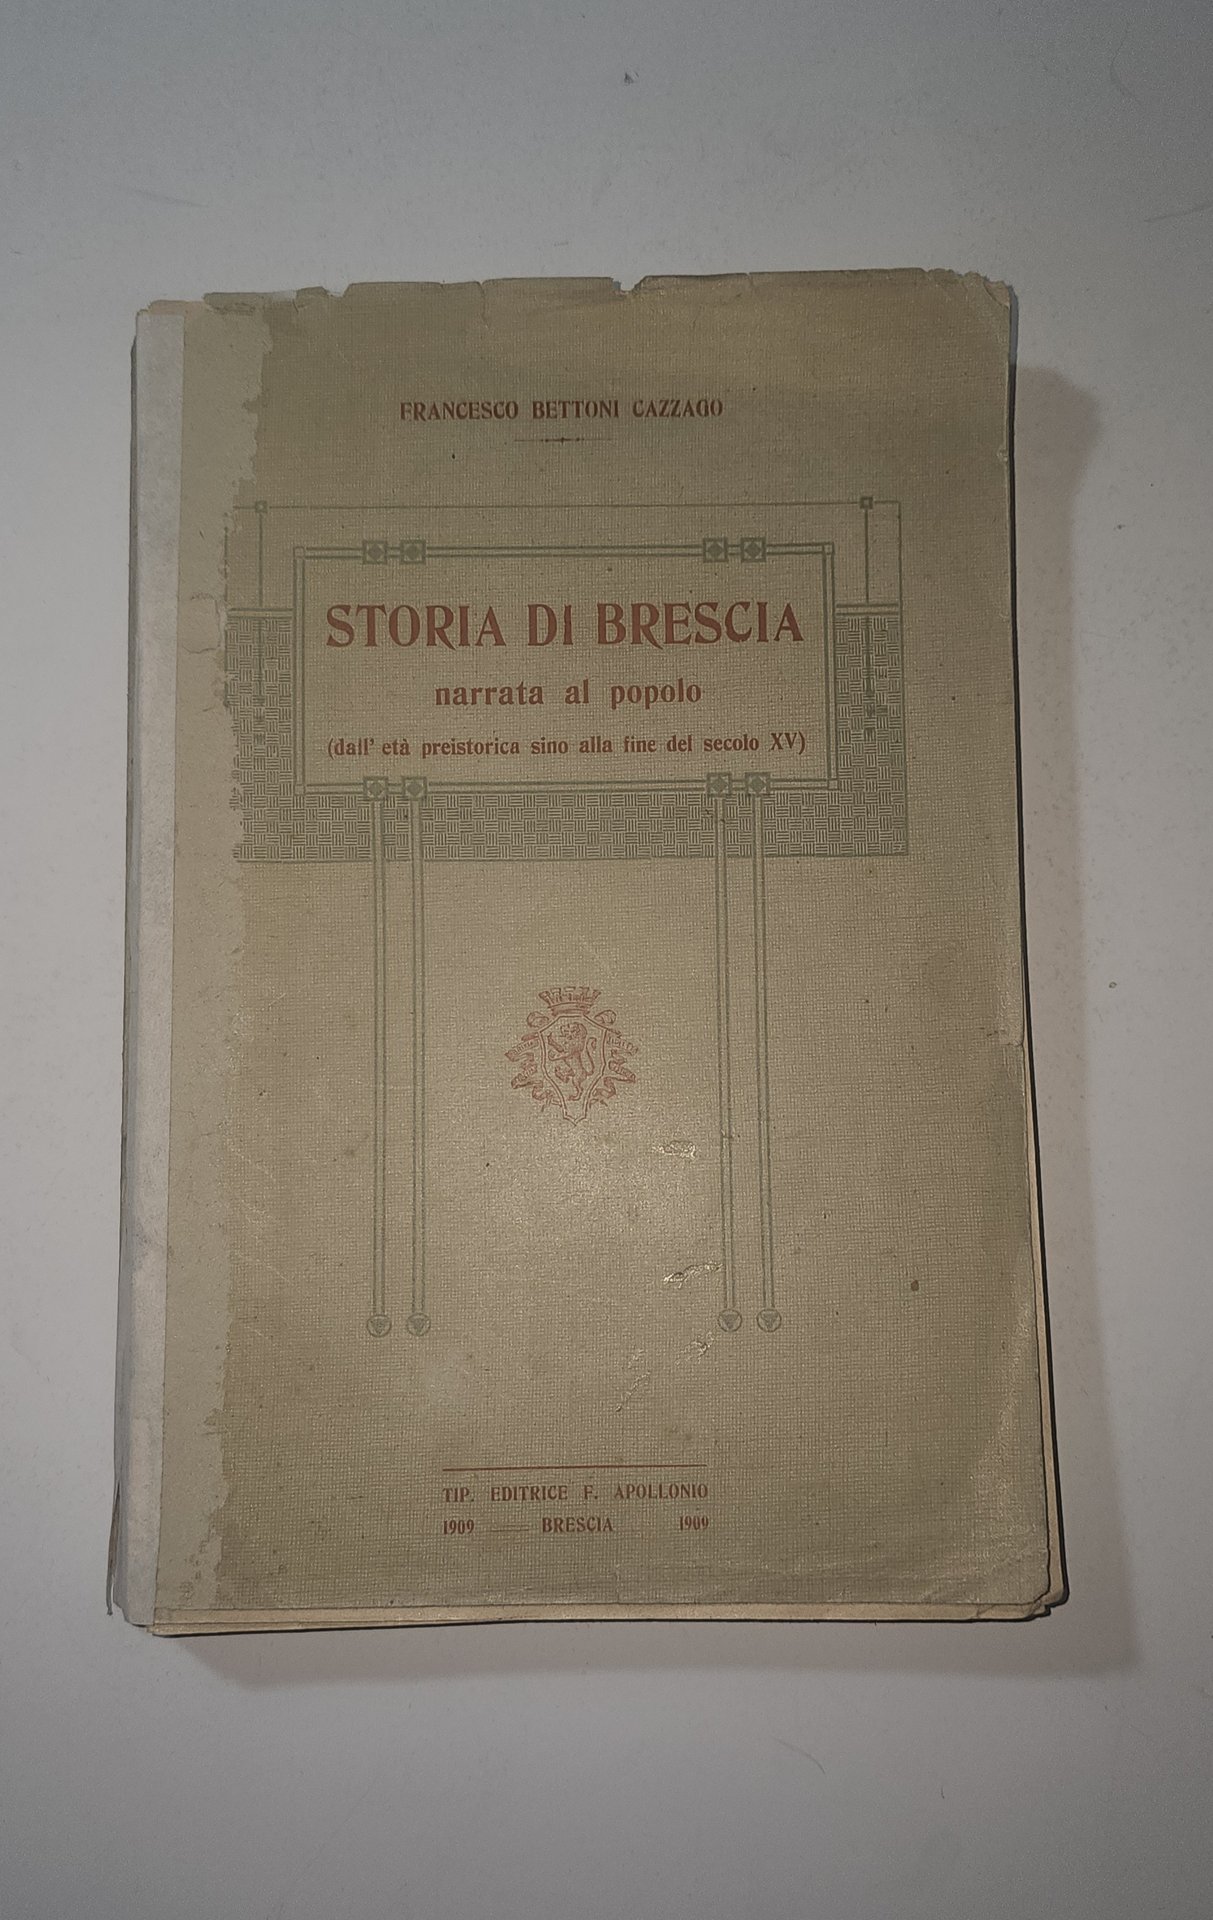 FRANCESCO BETTONI CAZZAGO
STORIA DI BRESCIA
narrata al popolo
(dall' età preistorica sino alla fine del secolo XV)
TIP. EDITRICE F. APOLLONIO
1909 — BRESCIA 1909